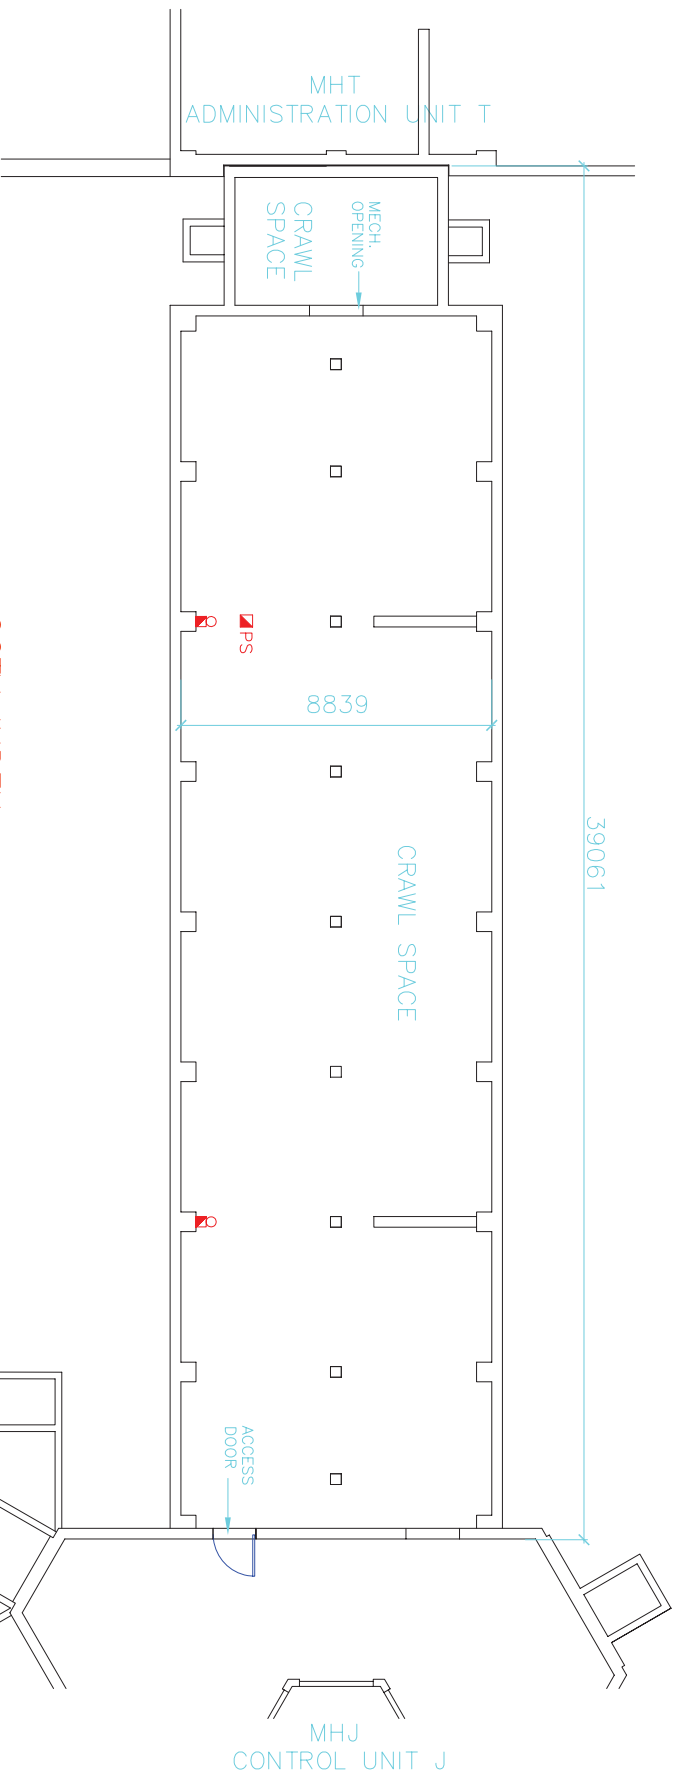 MHT
ADMINISTRATION UNIT T
CRAWL
SPACE
MECH.
OPENING
PS
8839
39061
CRAWL SPACE
ACCESS
DOOR
MHJ
CONTROL UNIT J